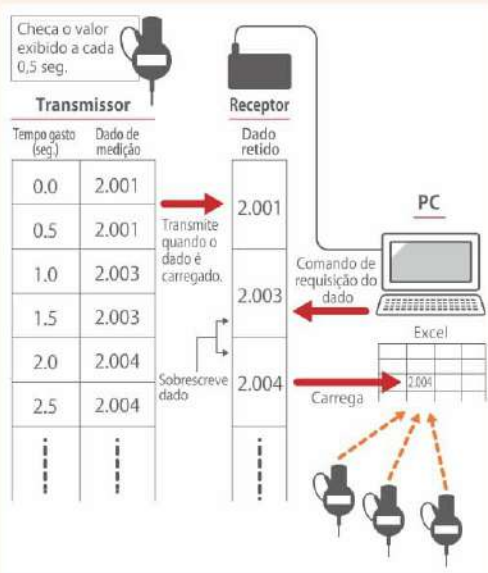 Checa o valor
exibido a cada
0,5 seg.
Transmissor
Receptor
Tempo gasto
(seg.)
Dado de
medição
Dado
retido
0.0
2.001
0.5
2.001
1.0
2.003
1.5
2.003
2.0
2.004
2.5
2.004
Transmite
quando o
dado é
carregado.
Sobrescreve
dado
2.001
2.003
2.004
PC
Comando de
requisição do
dado
Excel
2.004
Carrega